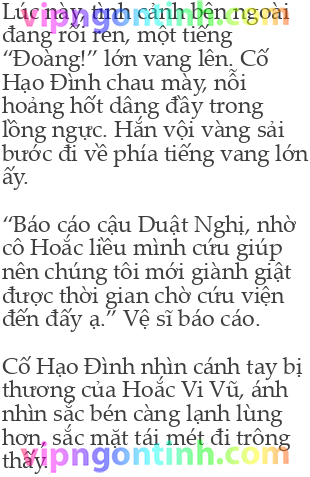 Lúc này, tình cảnh bên ngoài
vipngontinh.com
đang rối ren, một tiếng
“Đoàng!” lớn vang lên. Cố
Hạo Đình chau mày, nỗi
hoảng hốt dâng đầy trong
lồng ngực. Hắn vội vàng sải
bước đi về phía tiếng vang lớn
ấy.
“Báo cáo cậu Duật Nghị, nhờ
cô Hoắc liều mình cứu giúp
nên chúng tôi mới giành giật
được thời gian chờ cứu viện
đến đấy ạ.” Vệ sĩ báo cáo.
Cố Hạo Đình nhìn cánh tay bị
thương của Hoắc Vi Vũ, ánh
nhìn sắc bén càng lạnh lùng
hơn, sắc mặt tái mét đi trông
thấy.
vipngontinh.com